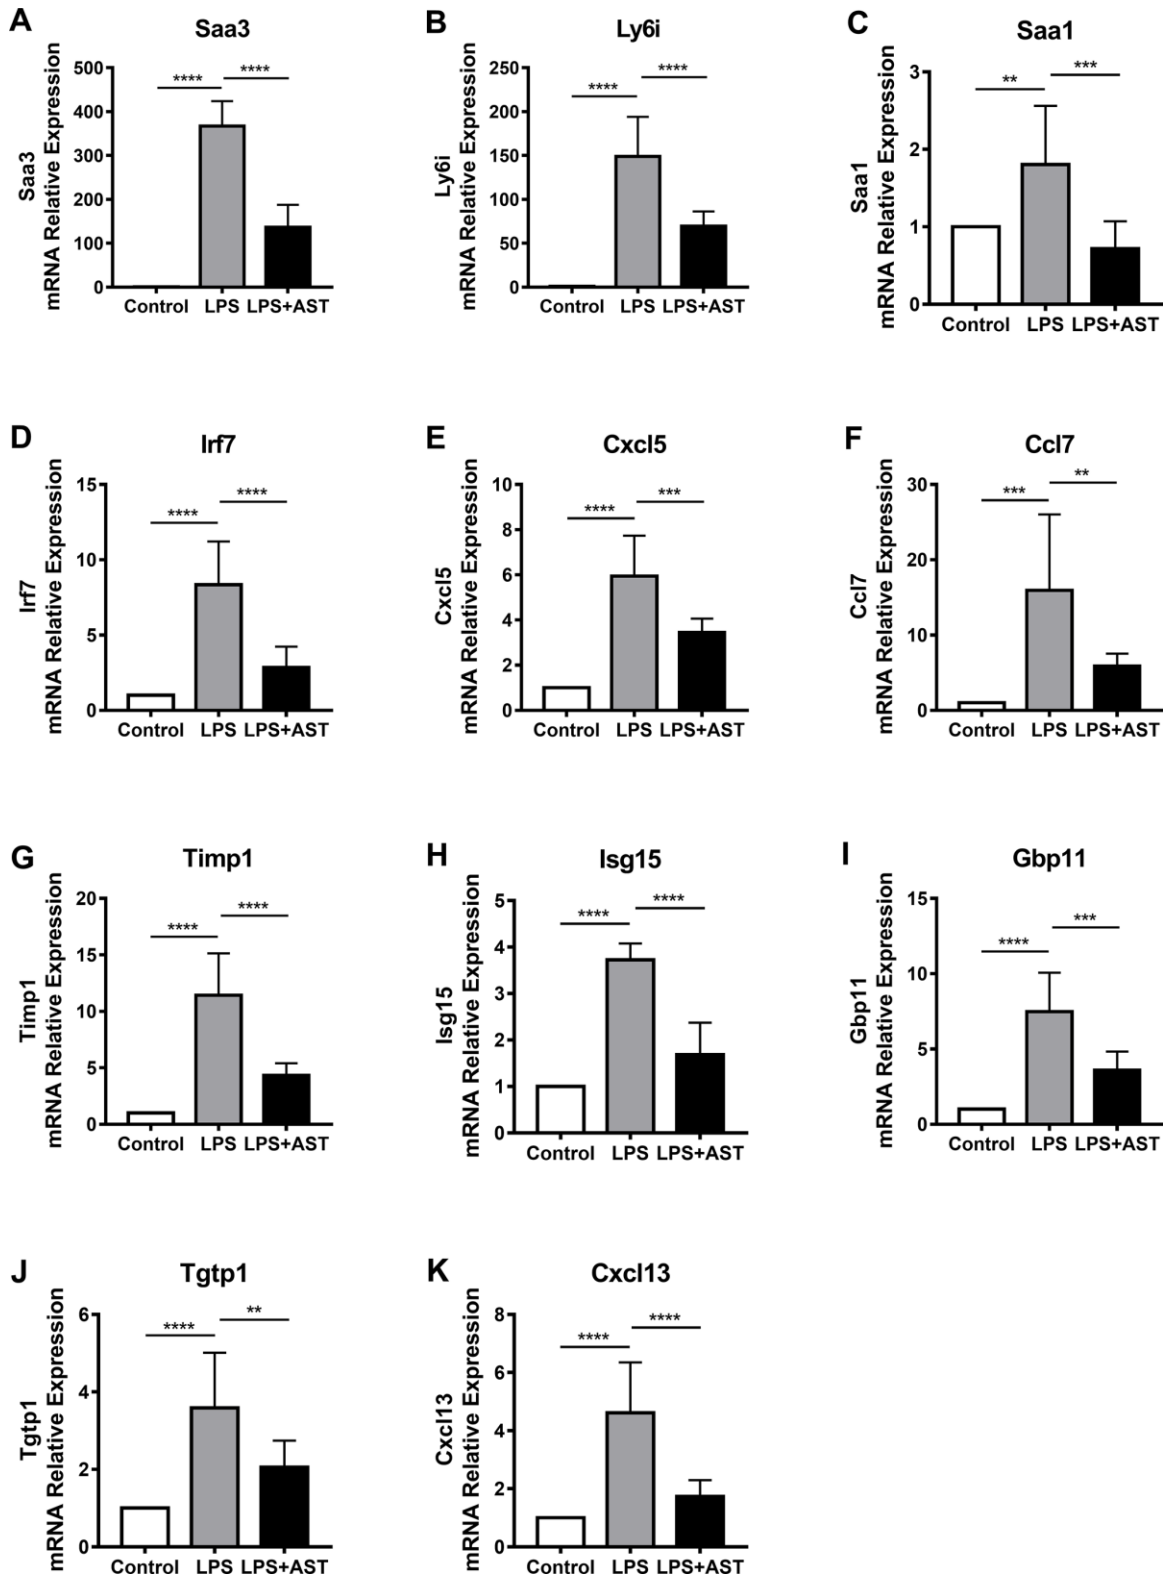 A
Saa3
Saa3
mRNA Relative Expression
500
400
300
200
100
0
**** ****
Control LPS LPS+AST
B
Ly6i
Ly6i
mRNA Relative Expression
250
200
150
100
50
0
**** ****
Control LPS LPS+AST
C
Saa1
Saa1
mRNA Relative Expression
3
2
1
0
** ***
Control LPS LPS+AST
D
Irf7
Irf7
mRNA Relative Expression
15
10
5
0
**** ****
Control LPS LPS+AST
E
Cxcl5
Cxcl5
mRNA Relative Expression
10
8
6
4
2
0
**** ***
Control LPS LPS+AST
F
Ccl7
Ccl7
mRNA Relative Expression
30
20
10
0
*** **
Control LPS LPS+AST
G
Timp1
Timp1
mRNA Relative Expression
20
15
10
5
0
**** ****
Control LPS LPS+AST
H
Isg15
Isg15
mRNA Relative Expression
5
4
3
2
1
0
**** ****
Control LPS LPS+AST
I
Gbp11
Gbp11
mRNA Relative Expression
15
10
5
0
**** ***
Control LPS LPS+AST
J
Tgtp1
Tgtp1
mRNA Relative Expression
6
4
2
0
**** **
Control LPS LPS+AST
K
Cxcl13
Cxcl13
mRNA Relative Expression
8
6
4
2
0
**** ****
Control LPS LPS+AST